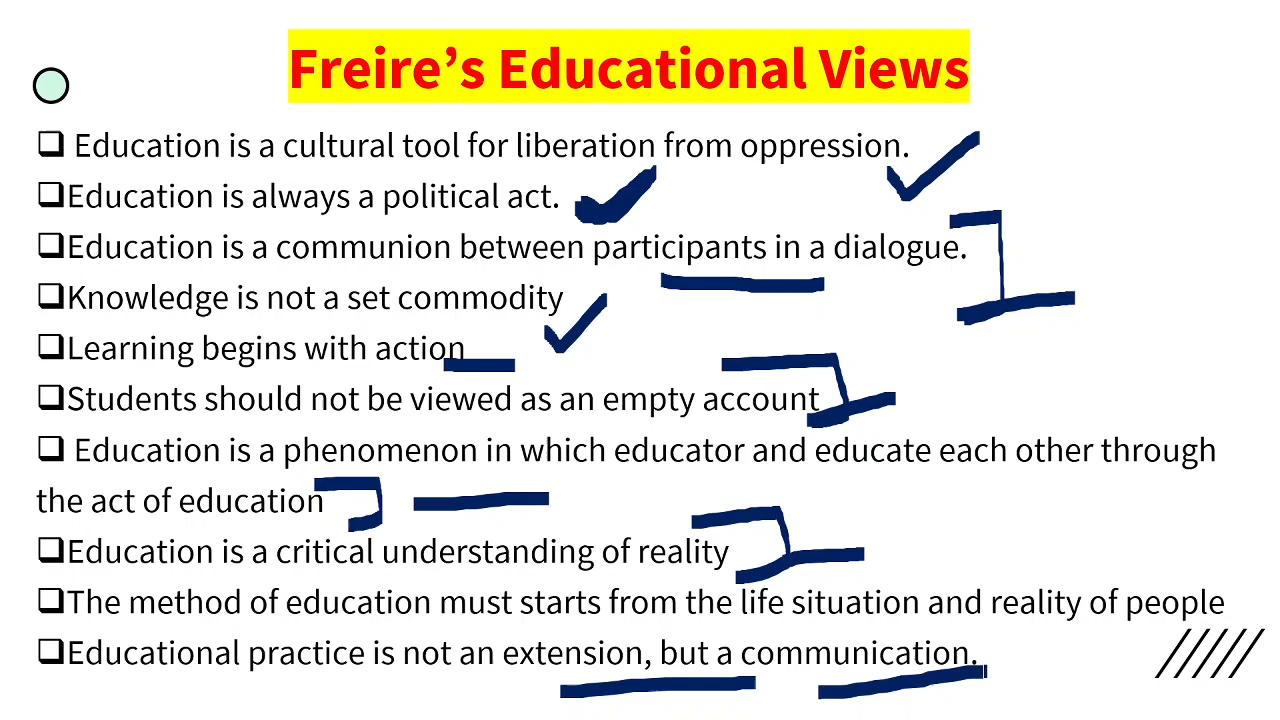 Freire’s Educational Views
❑ Education is a cultural tool for liberation from oppression.
❑Education is always a political act.
❑Education is a communion between participants in a dialogue.
❑Knowledge is not a set commodity
❑Learning begins with action
❑Students should not be viewed as an empty account
❑ Education is a phenomenon in which educator and educate each other through
the act of education
❑Education is a critical understanding of reality
❑The method of education must starts from the life situation and reality of people
❑Educational practice is not an extension, but a communication.